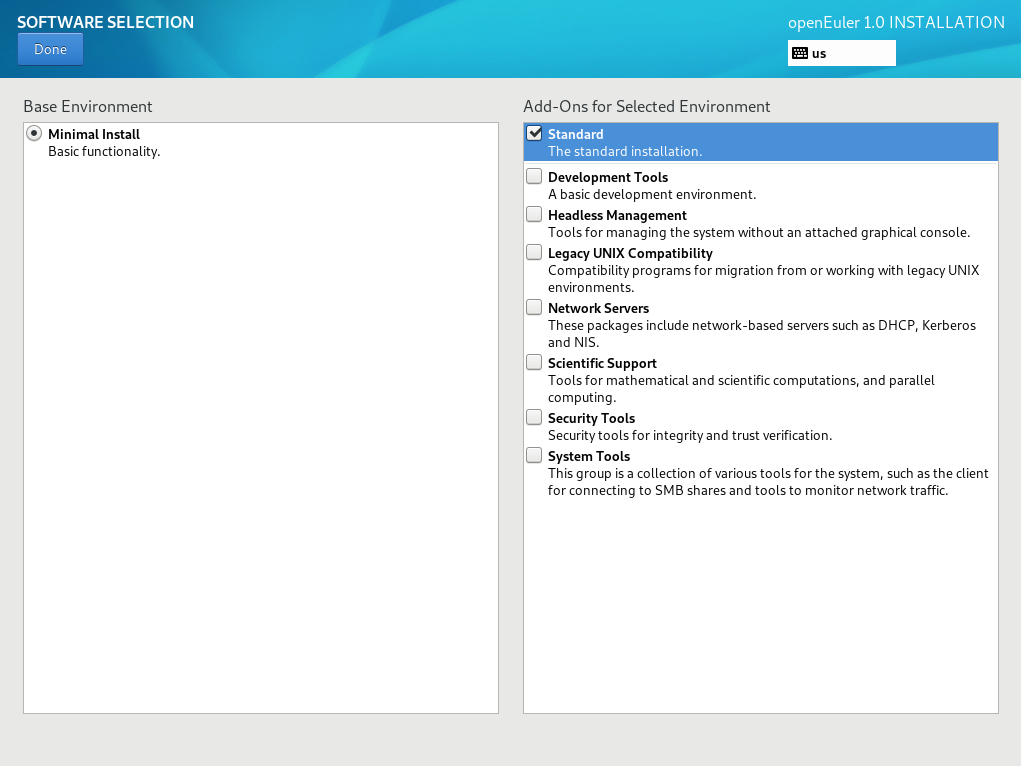 SOFTWARE SELECTION
openEuler 1.0 INSTALLATION
Done
us
Base Environment
Minimal Install
Basic functionality.
Add-Ons for Selected Environment
Standard
The standard installation.
Development Tools
A basic development environment.
Headless Management
Tools for managing the system without an attached graphical console.
Legacy UNIX Compatibility
Compatibility programs for migration from or working with legacy UNIX
environments.
Network Servers
These packages include network-based servers such as DHCP, Kerberos
and NIS.
Scientific Support
Tools for mathematical and scientific computations, and parallel
computing.
Security Tools
Security tools for integrity and trust verification.
System Tools
This group is a collection of various tools for the system, such as the client
for connecting to SMB shares and tools to monitor network traffic.